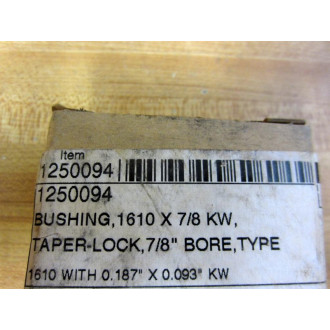 Item
1250094
1250094
BUSHING,1610 X 7/8 KW,
TAPER-LOCK,7/8" BORE,TYPE
1610 WITH 0.187" X 0.093" KW